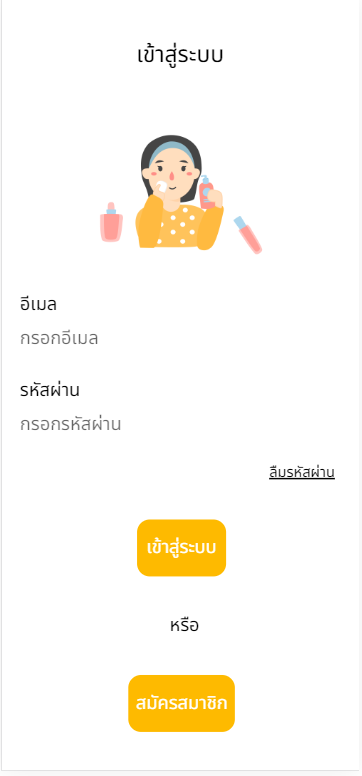 เข้าสู่ระบบ
อีเมล
กรอกอีเมล
รหัสผ่าน
กรอกรหัสผ่าน
ลืมรหัสผ่าน
เข้าสู่ระบบ
หรือ
สมัครสมาชิก